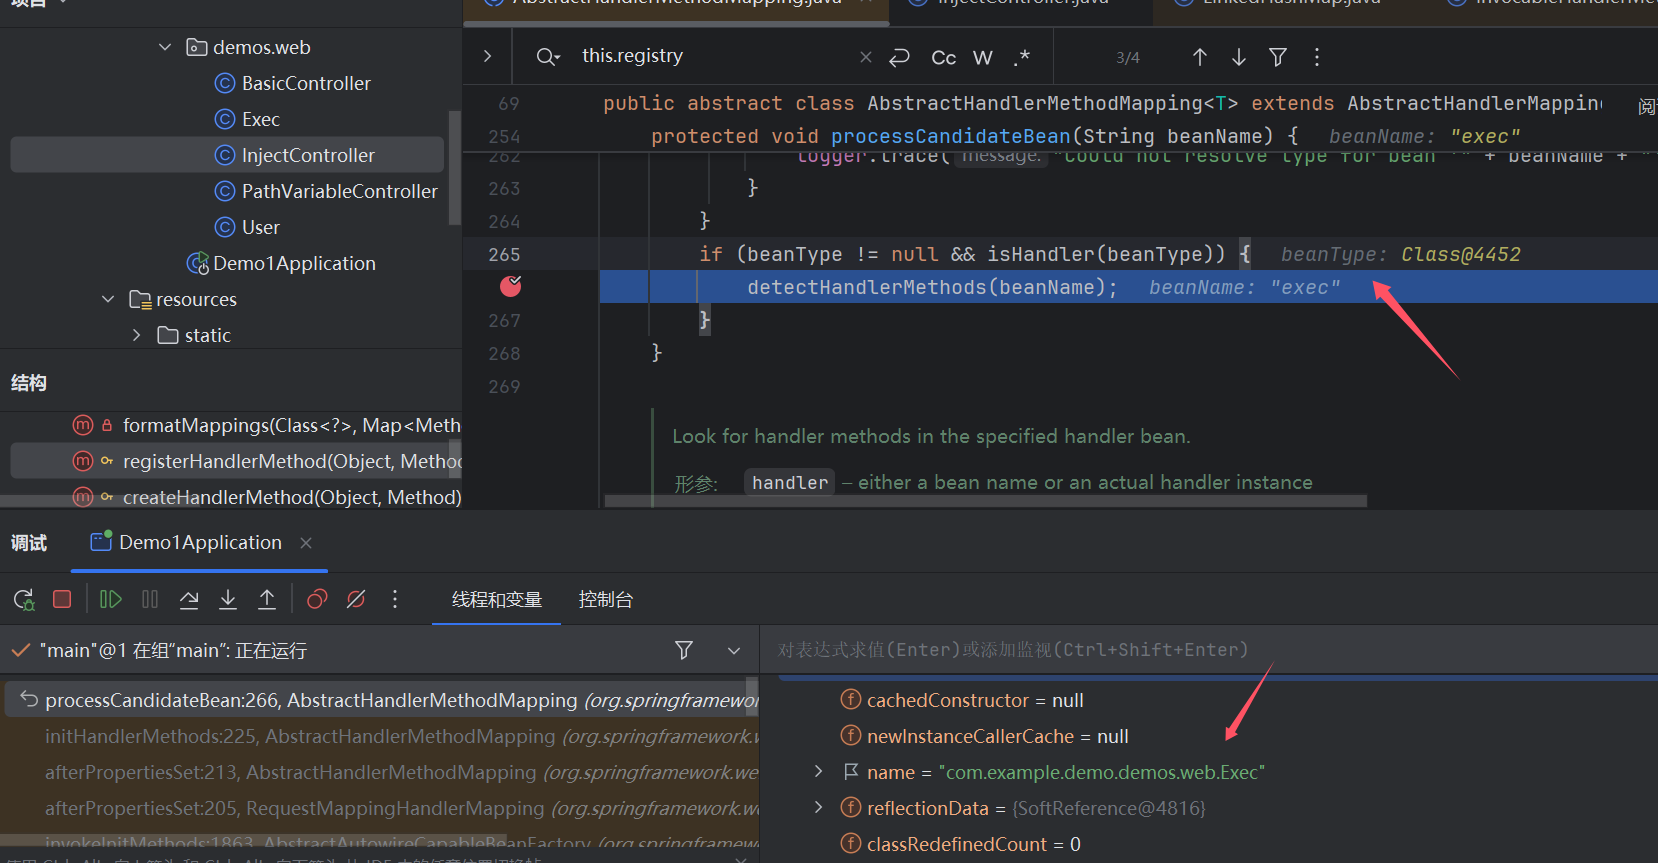 项目
AbstractHandlerMethodMapping.java
InjectController.java
LinkedHashMap.java
InvocableHandlerMe
demos.web
BasicController
Exec
InjectController
PathVariableController
User
Demo1Application
resources
static
结构
formatMappings(Class<?>, Map<Meth
registerHandlerMethod(Object, Metho
createHandlerMethod(Object, Method)
this.registry
Cc W .*
3/4
69 public abstract class AbstractHandlerMethodMapping<T> extends AbstractHandlerMapping
254 protected void processCandidateBean(String beanName) { beanName: "exec"
262 logger.trace( message: "Could not resolve type for bean '" + beanName + "
263 }
264 }
265 if (beanType != null && isHandler(beanType)) { beanType: Class@4452
detectHandlerMethods(beanName); beanName: "exec"
267 }
268 }
269
Look for handler methods in the specified handler bean.
形参: handler – either a bean name or an actual handler instance
调试
Demo1Application
线程和变量
控制台
"main"@1 在组“main”: 正在运行
processCandidateBean:266, AbstractHandlerMethodMapping (org.springframewor
initHandlerMethods:225, AbstractHandlerMethodMapping (org.springframework.w
afterPropertiesSet:213, AbstractHandlerMethodMapping (org.springframework.we
afterPropertiesSet:205, RequestMappingHandlerMapping (org.springframework.we
invokeInitMethods:1863, AbstractAutowireCapableBeanFactory (org.springframew
对表达式求值(Enter)或添加监视(Ctrl+Shift+Enter)
cachedConstructor = null
newInstanceCallerCache = null
name = "com.example.demo.demos.web.Exec"
reflectionData = {SoftReference@4816}
classRedefinedCount = 0